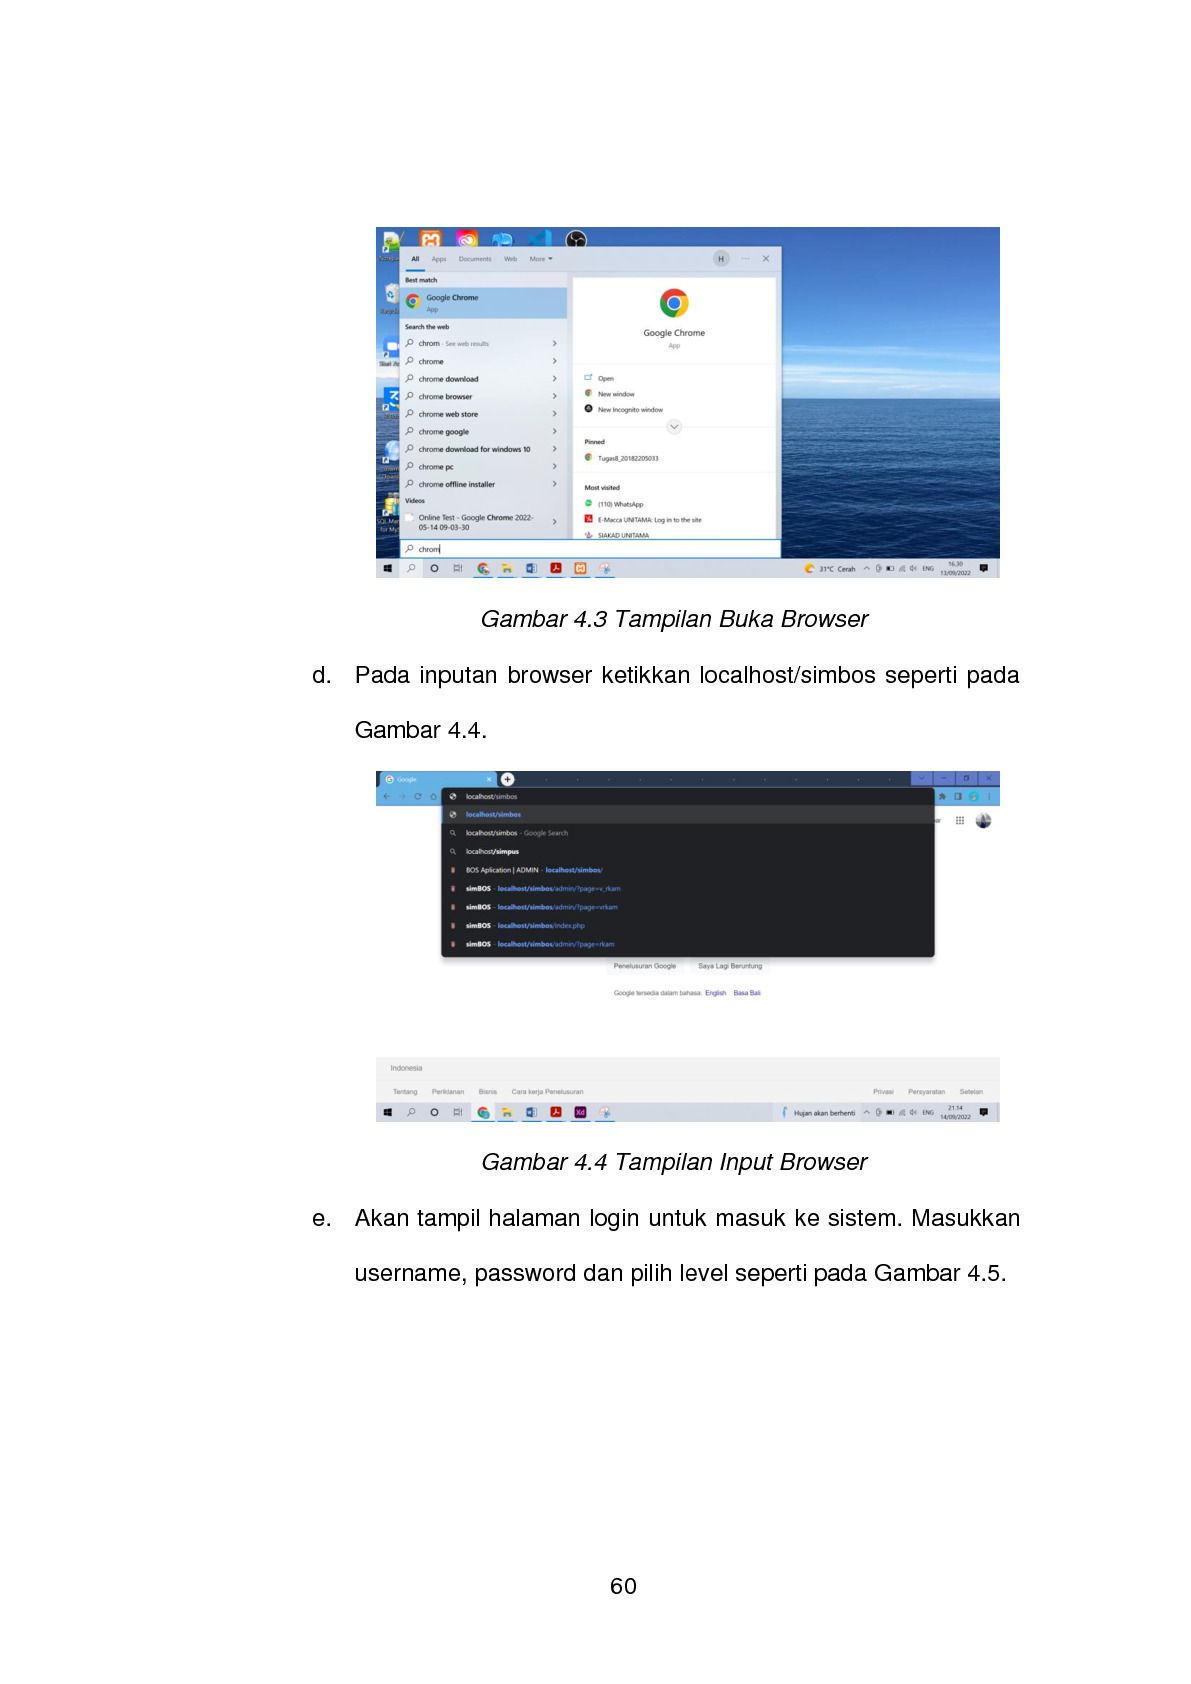 All Apps Documents Web More H
Best match
Google Chrome
App
Search the web
chrom - See web results
chrome
chrome download
chrome browser
chrome web store
chrome google
chrome download for windows 10
chrome pc
chrome offline installer
Videos
Online Test - Google Chrome 2022-
05-14 09-03-30
chrom
Google Chrome
App
Open
New window
New Incognito window
Pinned
Tugas8_20182205033
Most visited
(110) WhatsApp
E-Macca UNITAMA: Log in to the site
SIAKAD UNITAMA
31°C Cerah ENG 16.30
13/09/2022
Gambar 4.3 Tampilan Buka Browser
d. Pada inputan browser ketikkan localhost/simbos seperti pada
Gambar 4.4.
Google
localhost/simbos
localhost/simbos
localhost/simbos - Google Search
localhost/simpus
BOS Aplication | ADMIN - localhost/simbos/
simBOS - localhost/simbos/admin/?page=v_rkam
simBOS - localhost/simbos/admin/?page=vrkam
simBOS - localhost/simbos/index.php
simBOS - localhost/simbos/admin/?page=rkam
Penelusuran Google Saya Lagi Beruntung
Google tersedia dalam bahasa: English Basa Bali
Indonesia
Tentang Periklanan Bisnis Cara kerja Penelusuran Privasi Persyaratan Setelan
Xd Hujan akan berhenti ENG 21.14
14/09/2022
Gambar 4.4 Tampilan Input Browser
e. Akan tampil halaman login untuk masuk ke sistem. Masukkan
username, password dan pilih level seperti pada Gambar 4.5.
60